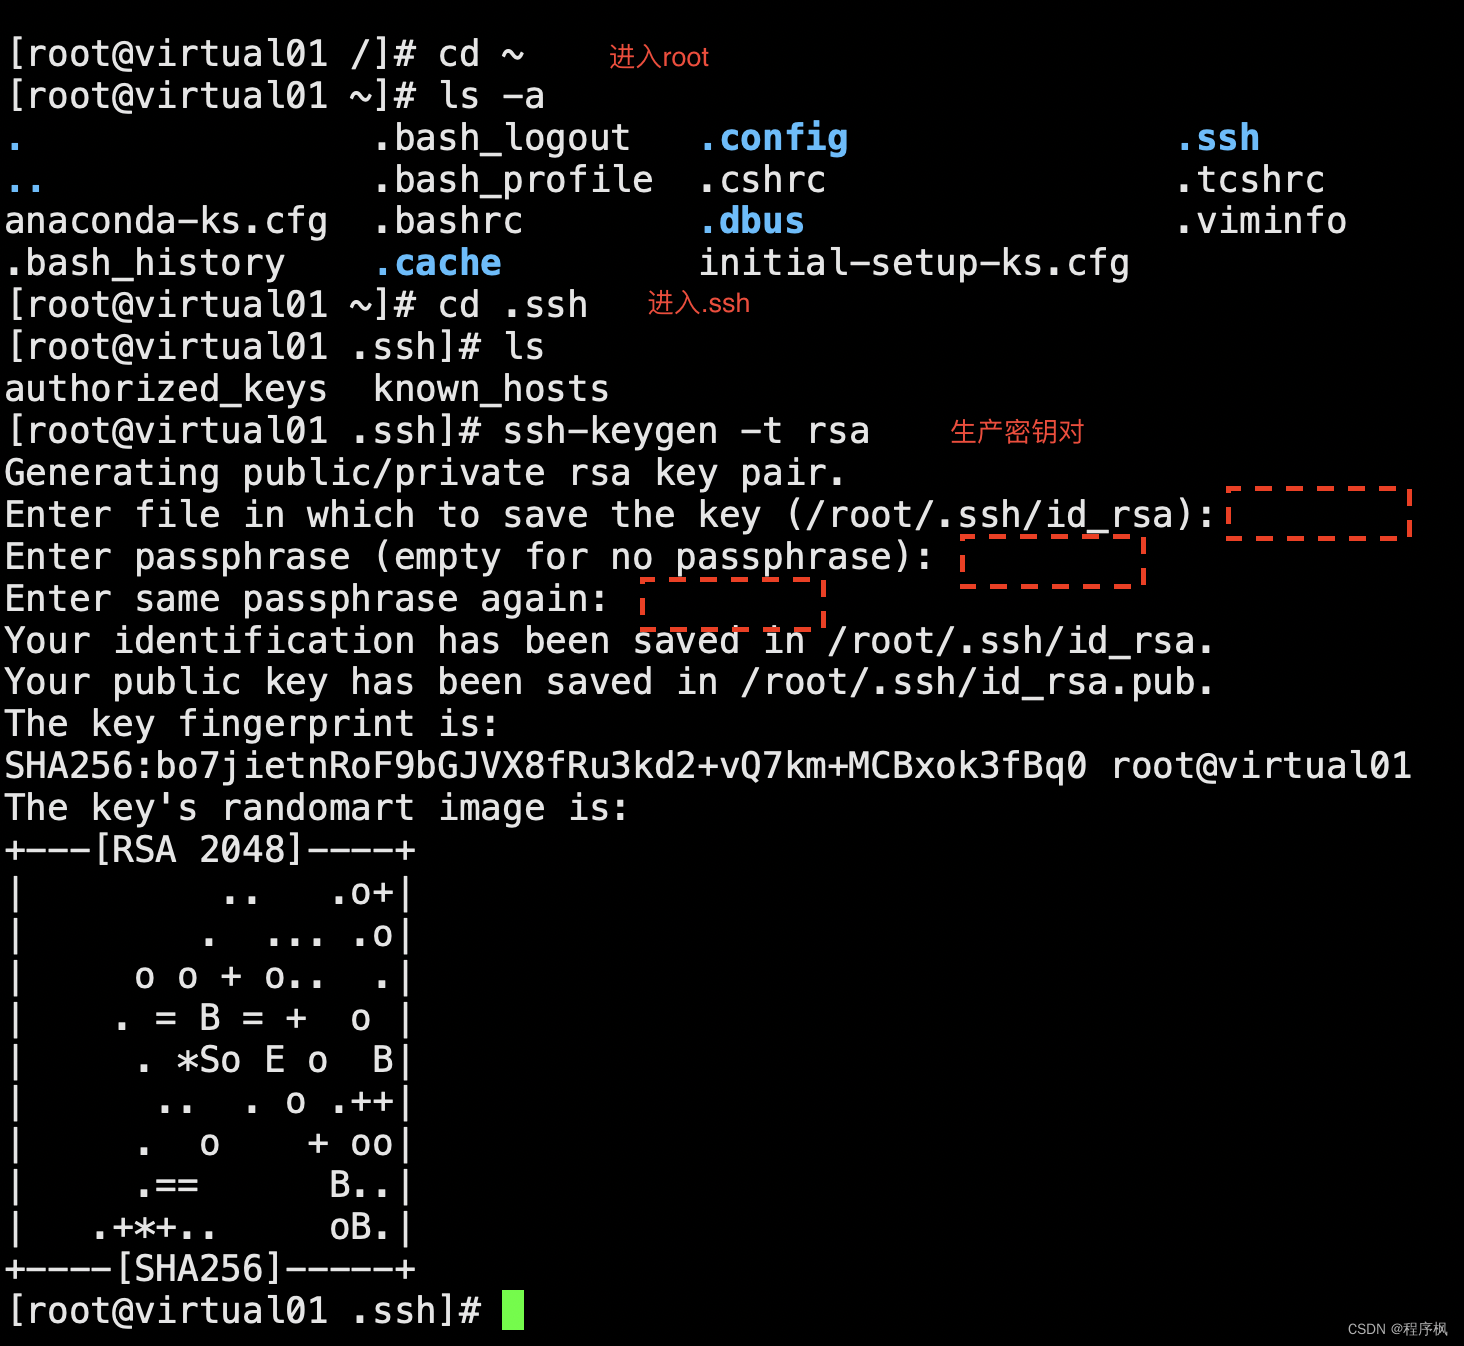 [root@virtual01 /]# cd ~ 进入root
[root@virtual01 ~]# ls -a
. .bash_logout .config .ssh
.. .bash_profile .cshrc .tcshrc
anaconda-ks.cfg .bashrc .dbus .viminfo
.bash_history .cache initial-setup-ks.cfg
[root@virtual01 ~]# cd .ssh 进入.ssh
[root@virtual01 .ssh]# ls
authorized_keys known_hosts
[root@virtual01 .ssh]# ssh-keygen -t rsa 生产密钥对
Generating public/private rsa key pair.
Enter file in which to save the key (/root/.ssh/id_rsa):
Enter passphrase (empty for no passphrase):
Enter same passphrase again:
Your identification has been saved in /root/.ssh/id_rsa.
Your public key has been saved in /root/.ssh/id_rsa.pub.
The key fingerprint is:
SHA256:bo7jietnRoF9bGJVX8fRu3kd2+vQ7km+MCBxok3fBq0 root@virtual01
The key's randomart image is:
+---[RSA 2048]----+
|         ..   .o+|
|        .  ... .o|
|     o o + o..  .|
|    . = B = +  o |
|     . *So E o  B|
|      ..  . o .++|
|     .  o    + oo|
|     .==      B..|
|   .+*+..     oB.|
+----[SHA256]-----+
[root@virtual01 .ssh]#
CSDN @程序枫